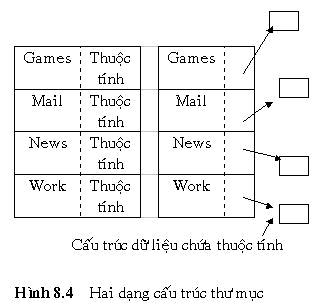 Games Thuộc Games
tính
Mail Thuộc Mail
tính
News Thuộc News
tính
Work Thuộc Work
tính
Cấu trúc dữ liệu chứa thuộc tính
Hình 8.4 Hai dạng cấu trúc thư mục